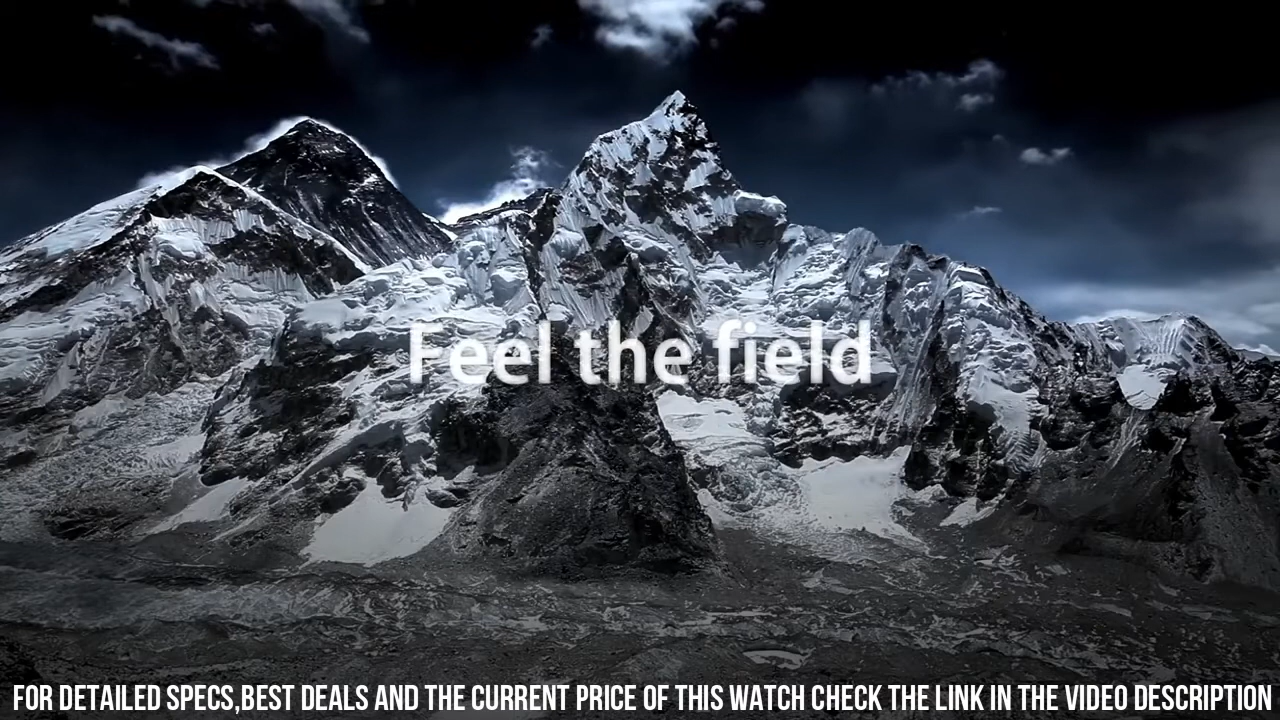 Feel the field
FOR DETAILED SPECS,BEST DEALS AND THE CURRENT PRICE OF THIS WATCH CHECK THE LINK IN THE VIDEO DESCRIPTION